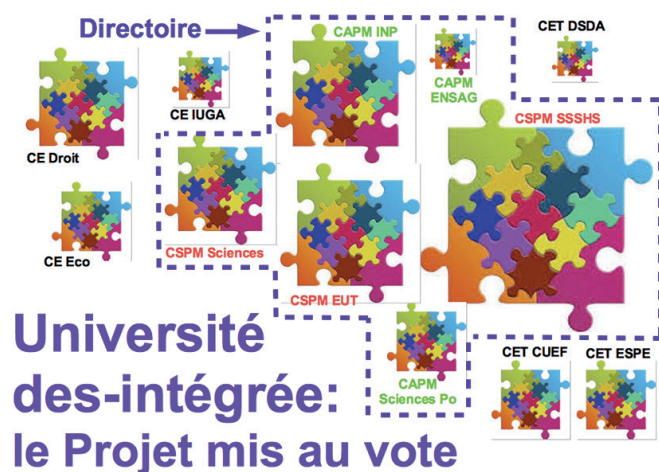 Directoire
CAPM INP
CET DSDA
CAPM
ENSAG
CE IUGA
CSPM SSSHS
CE Droit
CSPM Sciences
CE Eco
CSPM EUT
CET CUEF
CET ESPE
CAPM
Sciences Po
Université
des-intégrée:
le Projet mis au vote